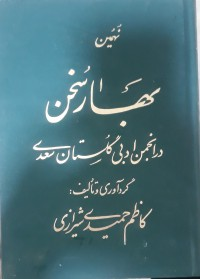 نهمین
بهار سخن
در انجمن ادبی گلستان سعدی
گردآوری و تألیف:
کاظم حمیدی شیرازی